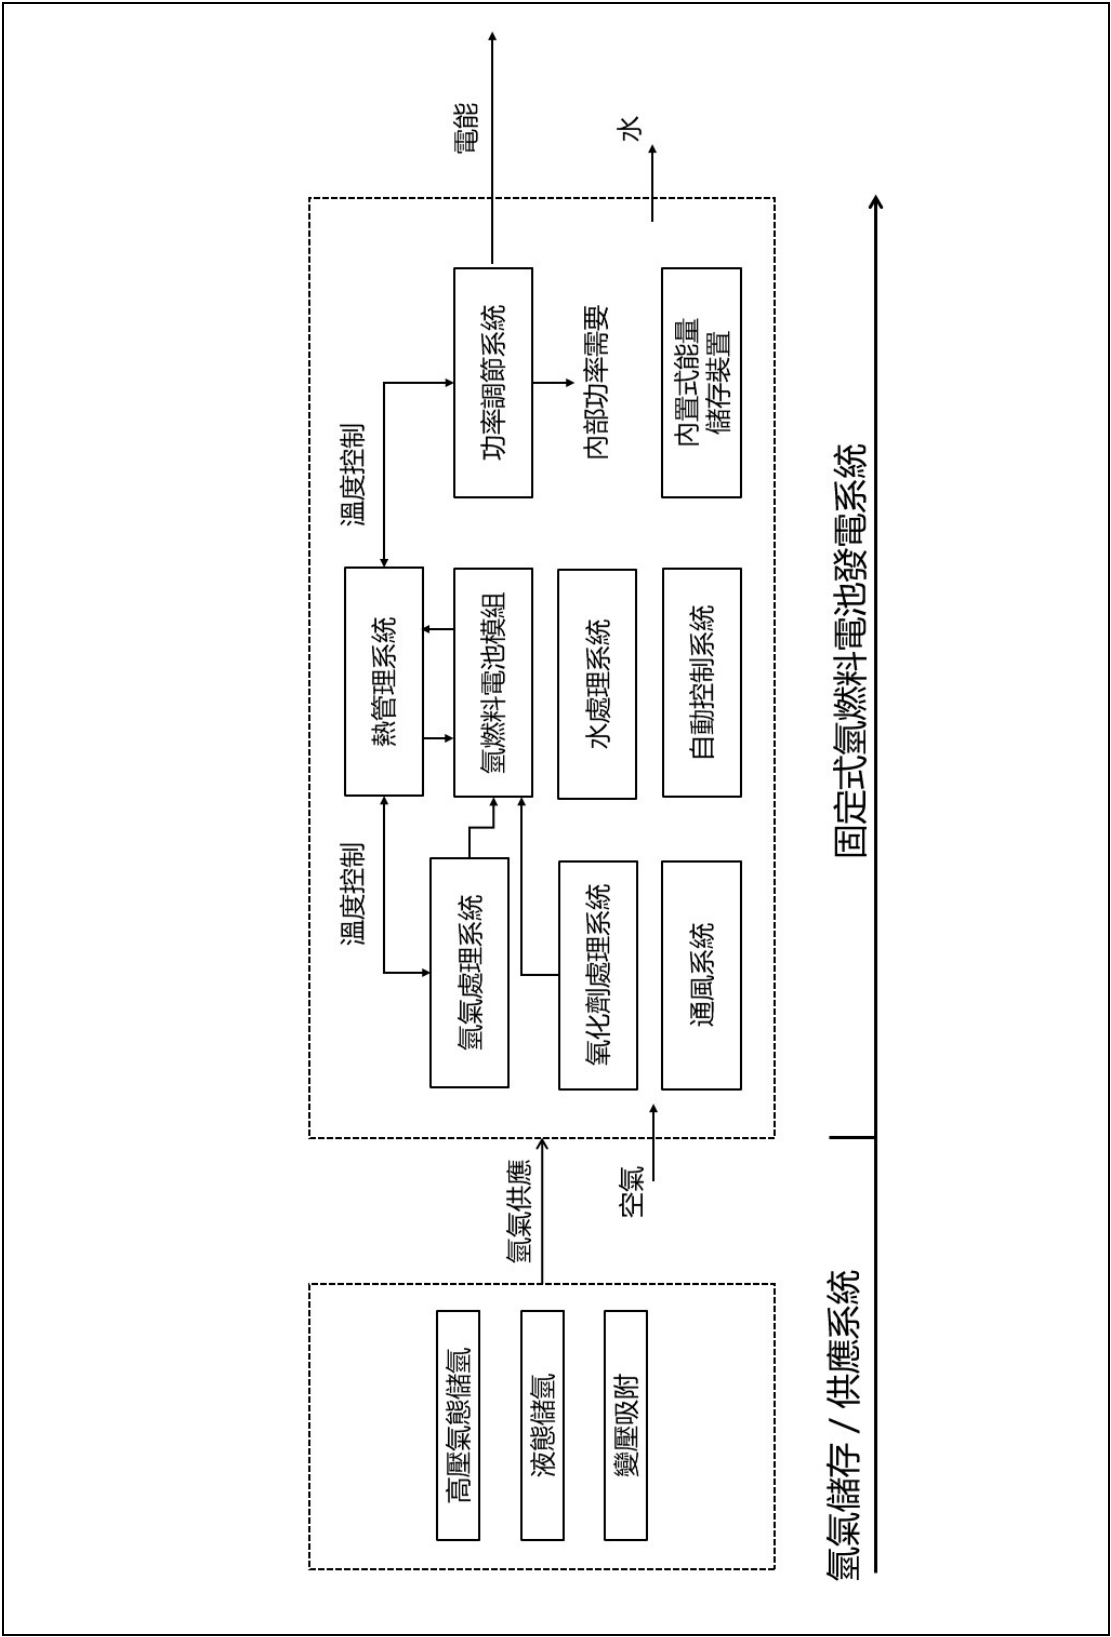 高壓氣態儲氫
液態儲氫
變壓吸附
氫氣供應
空氣
溫度控制
溫度控制
氫氣處理系統
氧化劑處理系統
通風系統
熱管理系統
氫燃料電池模組
水處理系統
自動控制系統
功率調節系統
內部功率需要
內置式能量
儲存裝置
電能
水
氫氣儲存 / 供應系統
固定式氫燃料電池發電系統